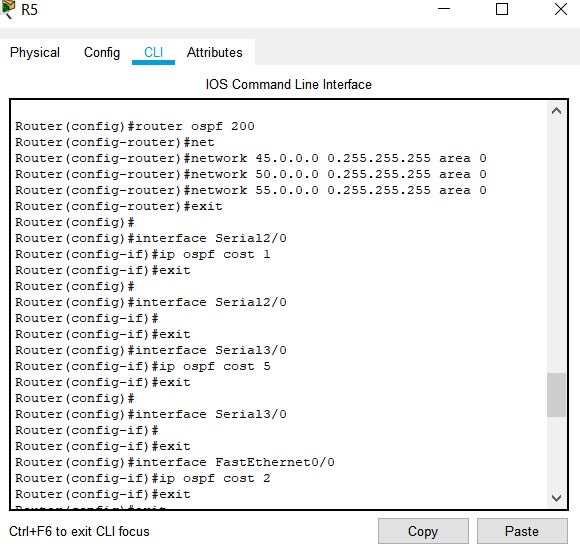 R5
Physical Config CLI Attributes
IOS Command Line Interface
Router(config)#router ospf 200
Router(config-router)#net
Router(config-router)#network 45.0.0.0 0.255.255.255 area 0
Router(config-router)#network 50.0.0.0 0.255.255.255 area 0
Router(config-router)#network 55.0.0.0 0.255.255.255 area 0
Router(config-router)#exit
Router(config)#
Router(config)#interface Serial2/0
Router(config-if)#ip ospf cost 1
Router(config-if)#exit
Router(config)#
Router(config)#interface Serial2/0
Router(config-if)#
Router(config-if)#exit
Router(config)#interface Serial3/0
Router(config-if)#ip ospf cost 5
Router(config-if)#exit
Router(config)#
Router(config)#interface Serial3/0
Router(config-if)#
Router(config-if)#exit
Router(config)#interface FastEthernet0/0
Router(config-if)#ip ospf cost 2
Router(config-if)#exit
Ctrl+F6 to exit CLI focus
Copy Paste